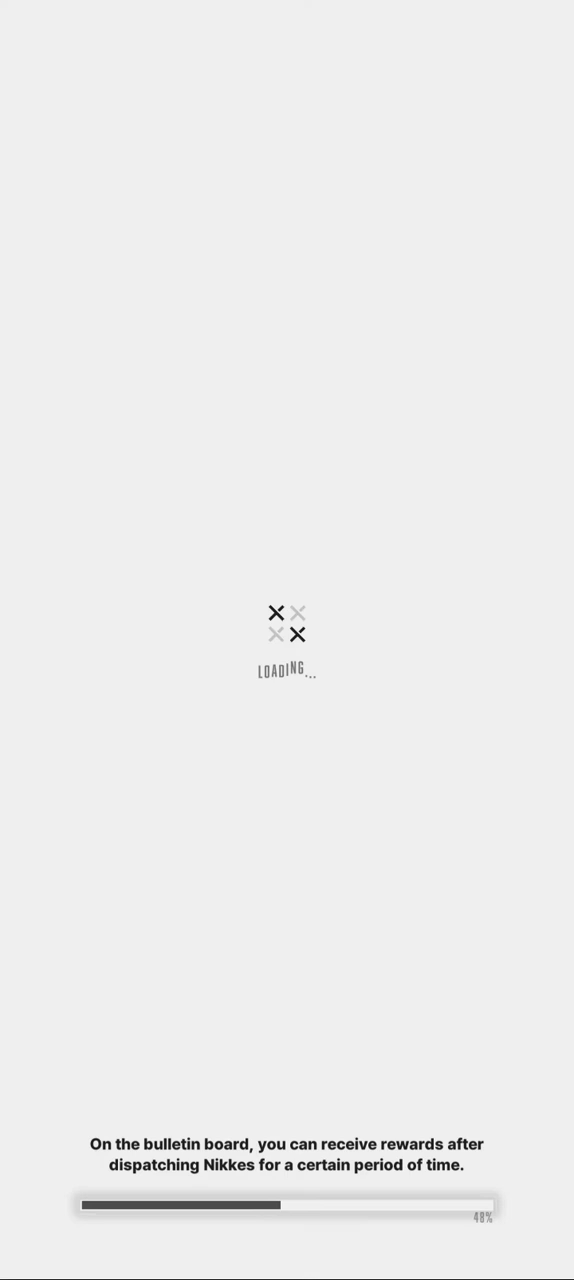 LOADING...
On the bulletin board, you can receive rewards after
dispatching Nikkes for a certain period of time.
48%